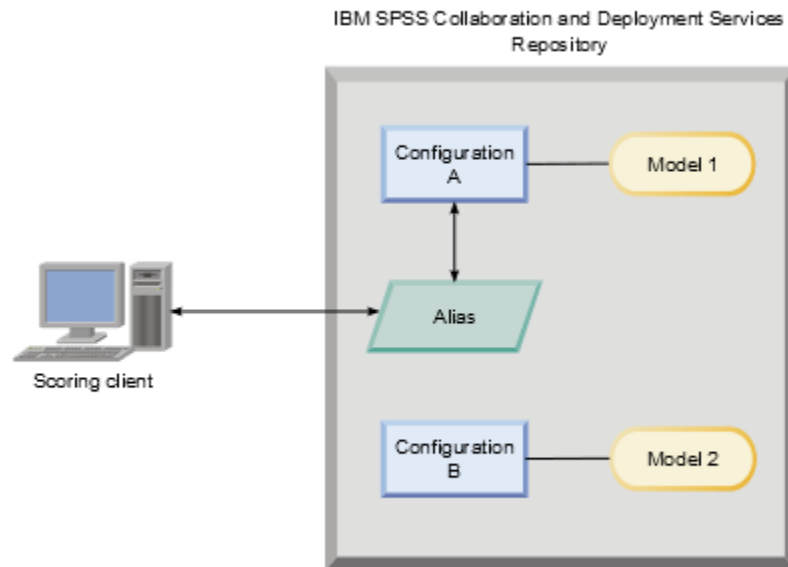 IBM SPSS Collaboration and Deployment Services
Repository
Configuration
A
Model 1
Alias
Scoring client
Configuration
B
Model 2